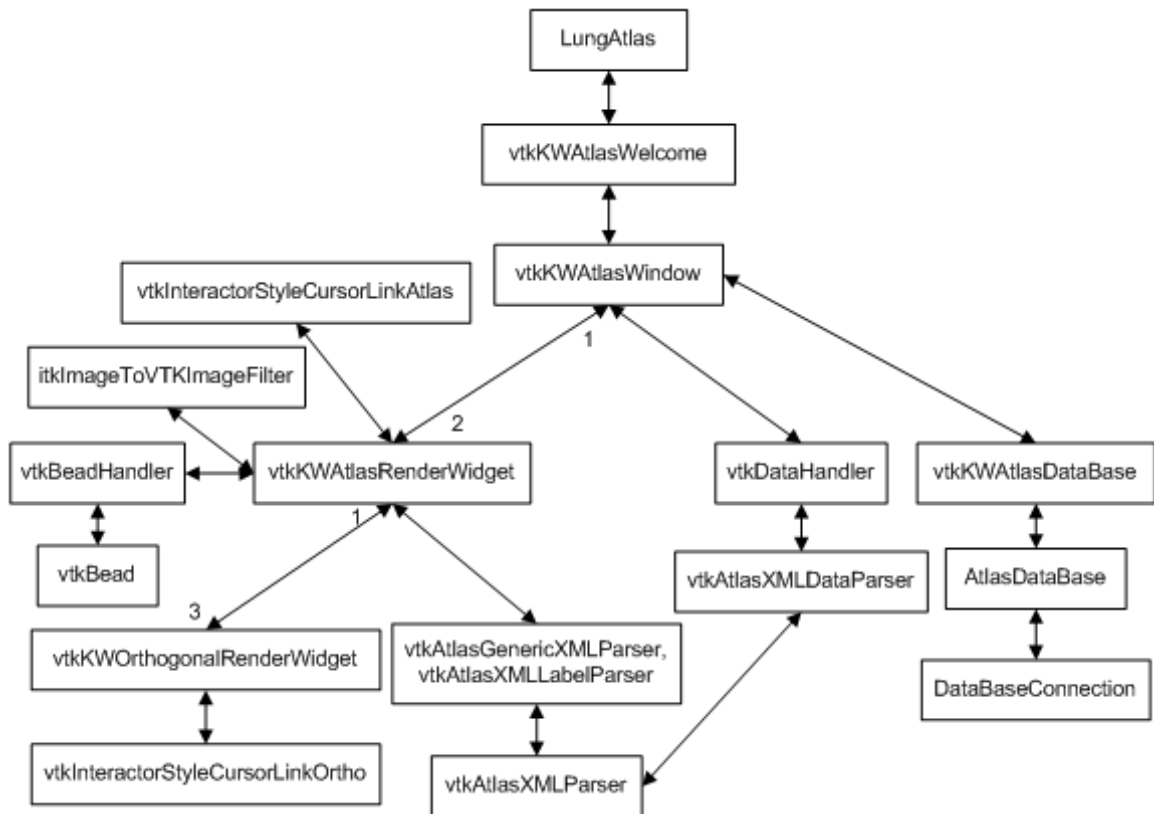 LungAtlas
vtkKWAtlasWelcome
vtkKWAtlasWindow
vtkInteractorStyleCursorLinkAtlas
1
itkImageToVTKImageFilter
2
vtkBeadHandler
vtkKWAtlasRenderWidget
vtkDataHandler
vtkKWAtlasDataBase
1
vtkBead
vtkAtlasXMLDataParser
AtlasDataBase
3
vtkKWOrthogonalRenderWidget
vtkAtlasGenericXMLParser,
vtkAtlasXMLLabelParser
DataBaseConnection
vtkInteractorStyleCursorLinkOrtho
vtkAtlasXMLParser